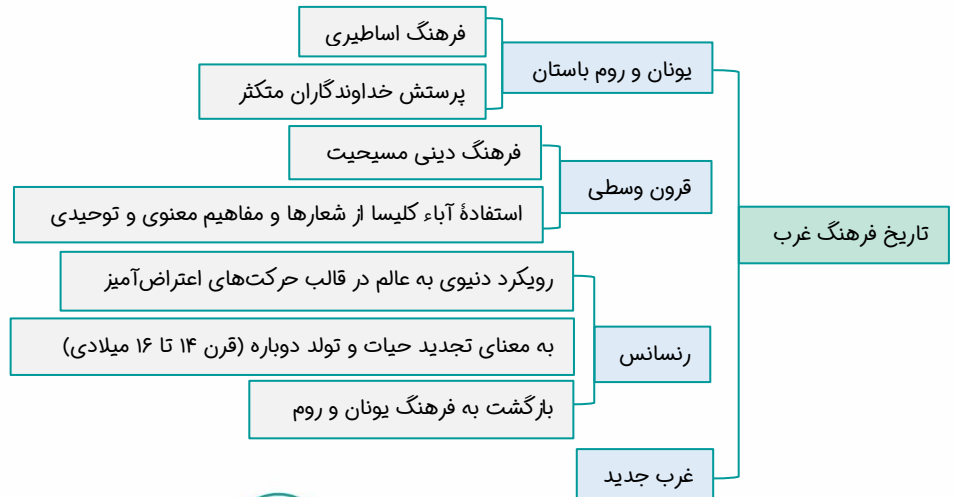 تاریخ فرهنگ غرب
یونان و روم باستان
فرهنگ اساطیری
پرستش خداوندگاران متکثر
قرون وسطی
فرهنگ دینی مسیحیت
استفادهٔ آباء کلیسا از شعارها و مفاهیم معنوی و توحیدی
رنسانس
رویکرد دنیوی به عالم در قالب حرکت‌های اعتراض‌آمیز
به معنای تجدید حیات و تولد دوباره (قرن ۱۴ تا ۱۶ میلادی)
بازگشت به فرهنگ یونان و روم
غرب جدید